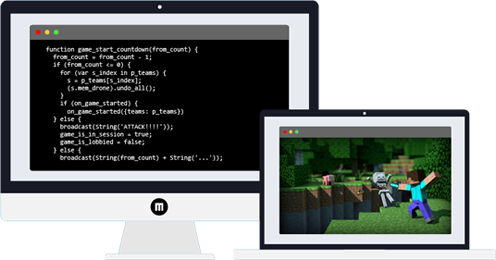 function game_start_countdown(from_count) {
from_count = from_count - 1;
if (from_count <= 0) {
for (var s_index in p_teams) {
s = p_teams[s_index];
(s.mem_drone).undo_all();
}
if (on_game_started) {
on_game_started({teams: p_teams})
} else {
broadcast(String('ATTACK!!!!'));
game_is_in_session = true;
game_is_lobbied = false;
} else {
broadcast(String(from_count) + String('...'));
m